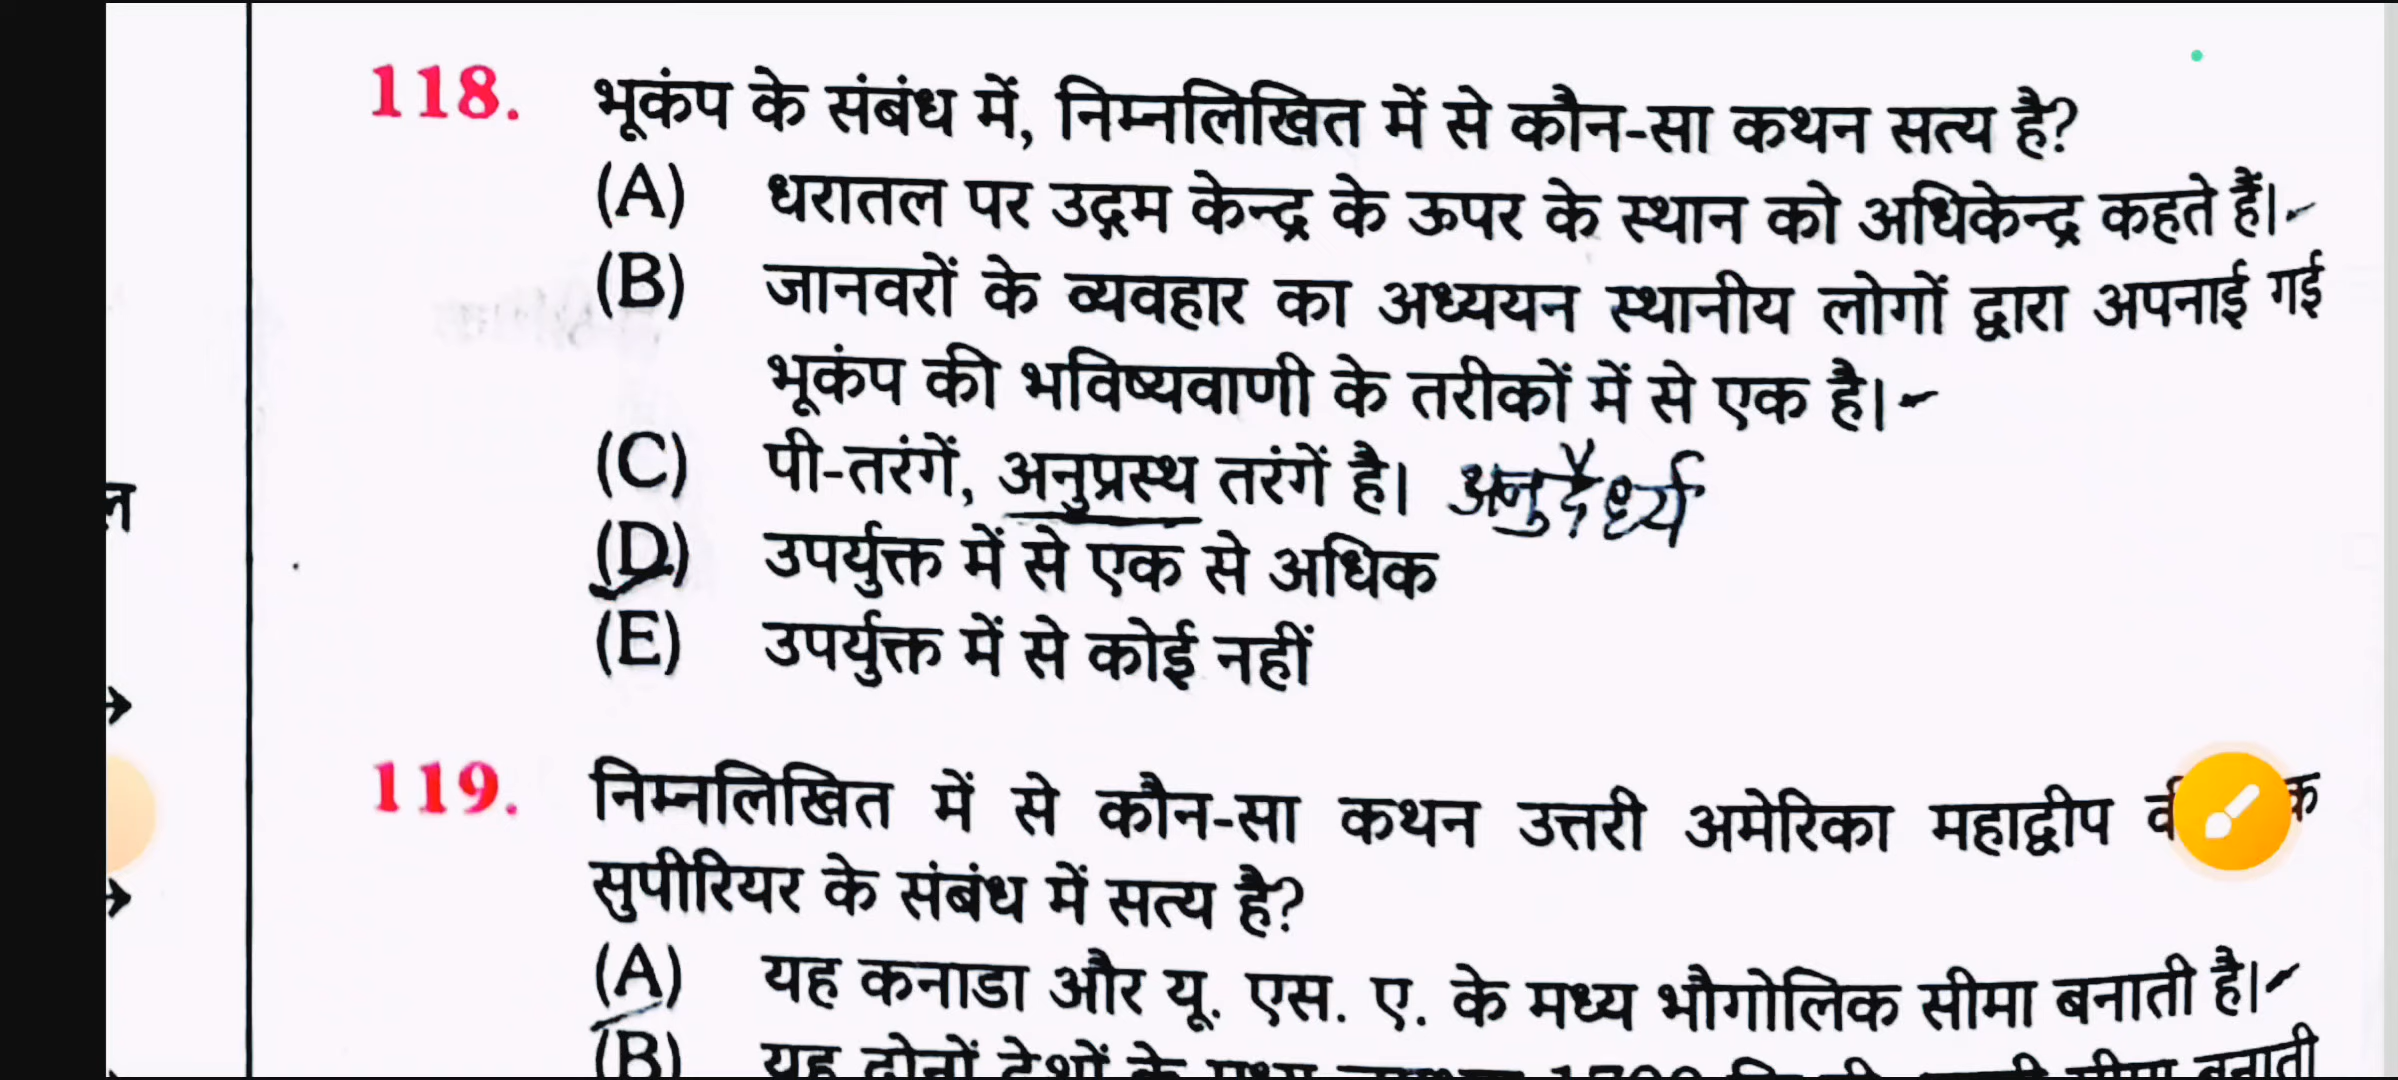 118. भूकंप के संबंध में, निम्नलिखित में से कौन-सा कथन सत्य है?
(A) धरातल पर उद्गम केन्द्र के ऊपर के स्थान को अधिकेन्द्र कहते हैं।
(B) जानवरों के व्यवहार का अध्ययन स्थानीय लोगों द्वारा अपनाई गई
भूकंप की भविष्यवाणी के तरीकों में से एक है।
(C) पी-तरंगें, अनुप्रस्थ तरंगें है। अनुदैर्ध्य
ल
(D) उपर्युक्त में से एक से अधिक
(E) उपर्युक्त में से कोई नहीं
119. निम्नलिखित में से कौन-सा कथन उत्तरी अमेरिका महाद्वीप
सुपीरियर के संबंध में सत्य है?
(A) यह कनाडा और यू. एस. ए. के मध्य भौगोलिक सीमा बनाती है।
(B) यह दोनों देशों के मध्य